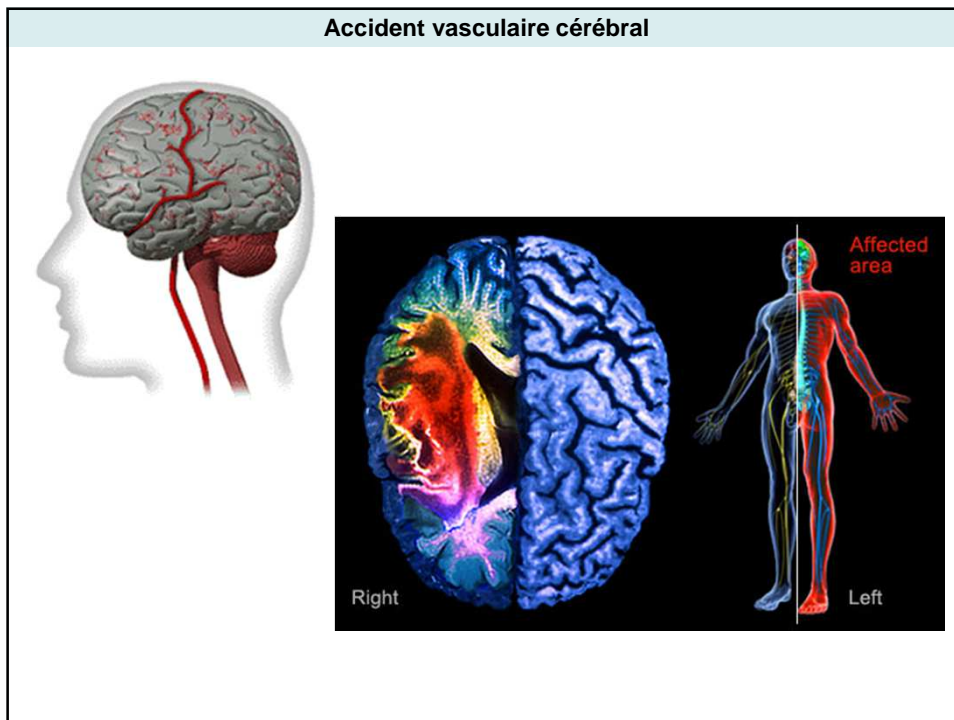 Accident vasculaire cérébral
Affected
area
Right
Left